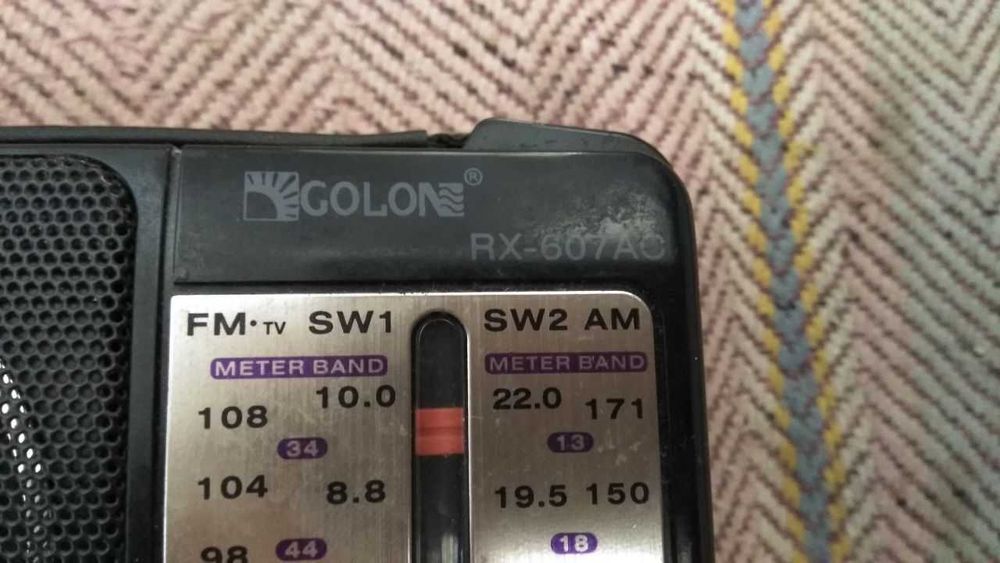 GOLON ®
RX-607AC
FM·TV SW1 SW2 AM
METER BAND METER BAND
108 10.0 22.0 171
34 13
104 8.8 19.5 150
98 44 18